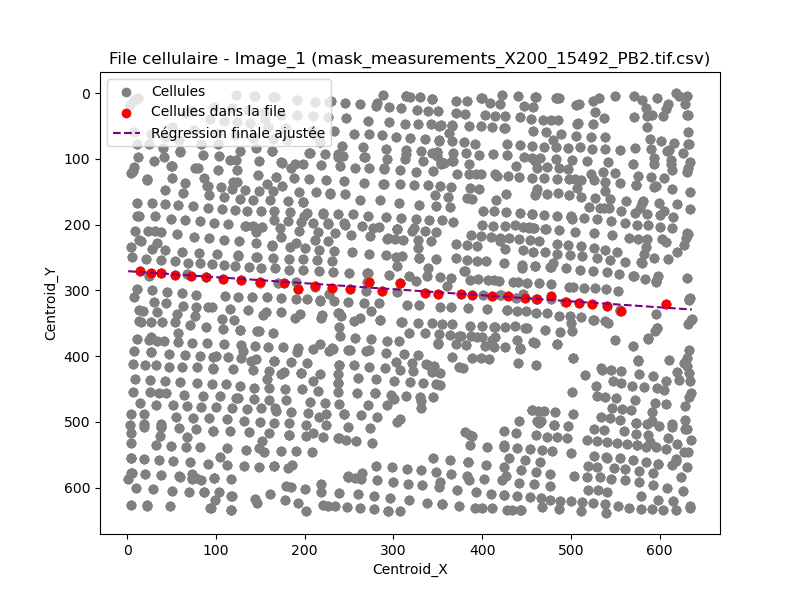 File cellulaire - Image_1 (mask_measurements_X200_15492_PB2.tif.csv)
Cellules
Cellules dans la file
Régression finale ajustée
0
100
200
300
400
500
600
Centroid_Y
0 100 200 300 400 500 600
Centroid_X